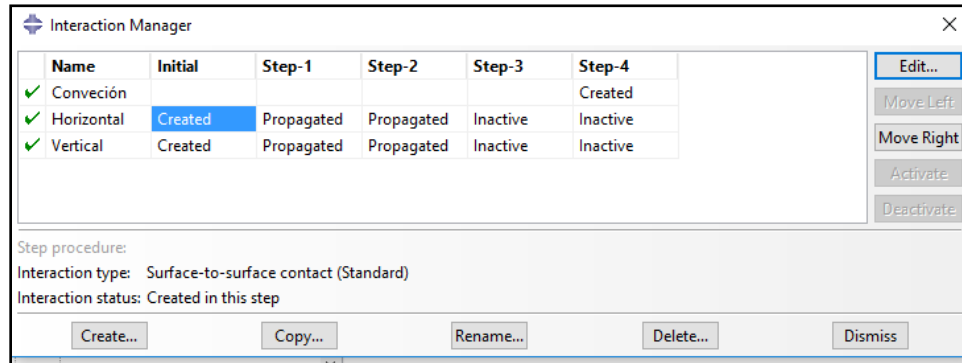 Interaction Manager
Name Initial Step-1 Step-2 Step-3 Step-4 Edit...
Conveción Created Move Left
Horizontal Created Propagated Propagated Inactive Inactive Move Right
Vertical Created Propagated Propagated Inactive Inactive Activate
Deactivate
Step procedure:
Interaction type: Surface-to-surface contact (Standard)
Interaction status: Created in this step
Create... Copy... Rename... Delete... Dismiss